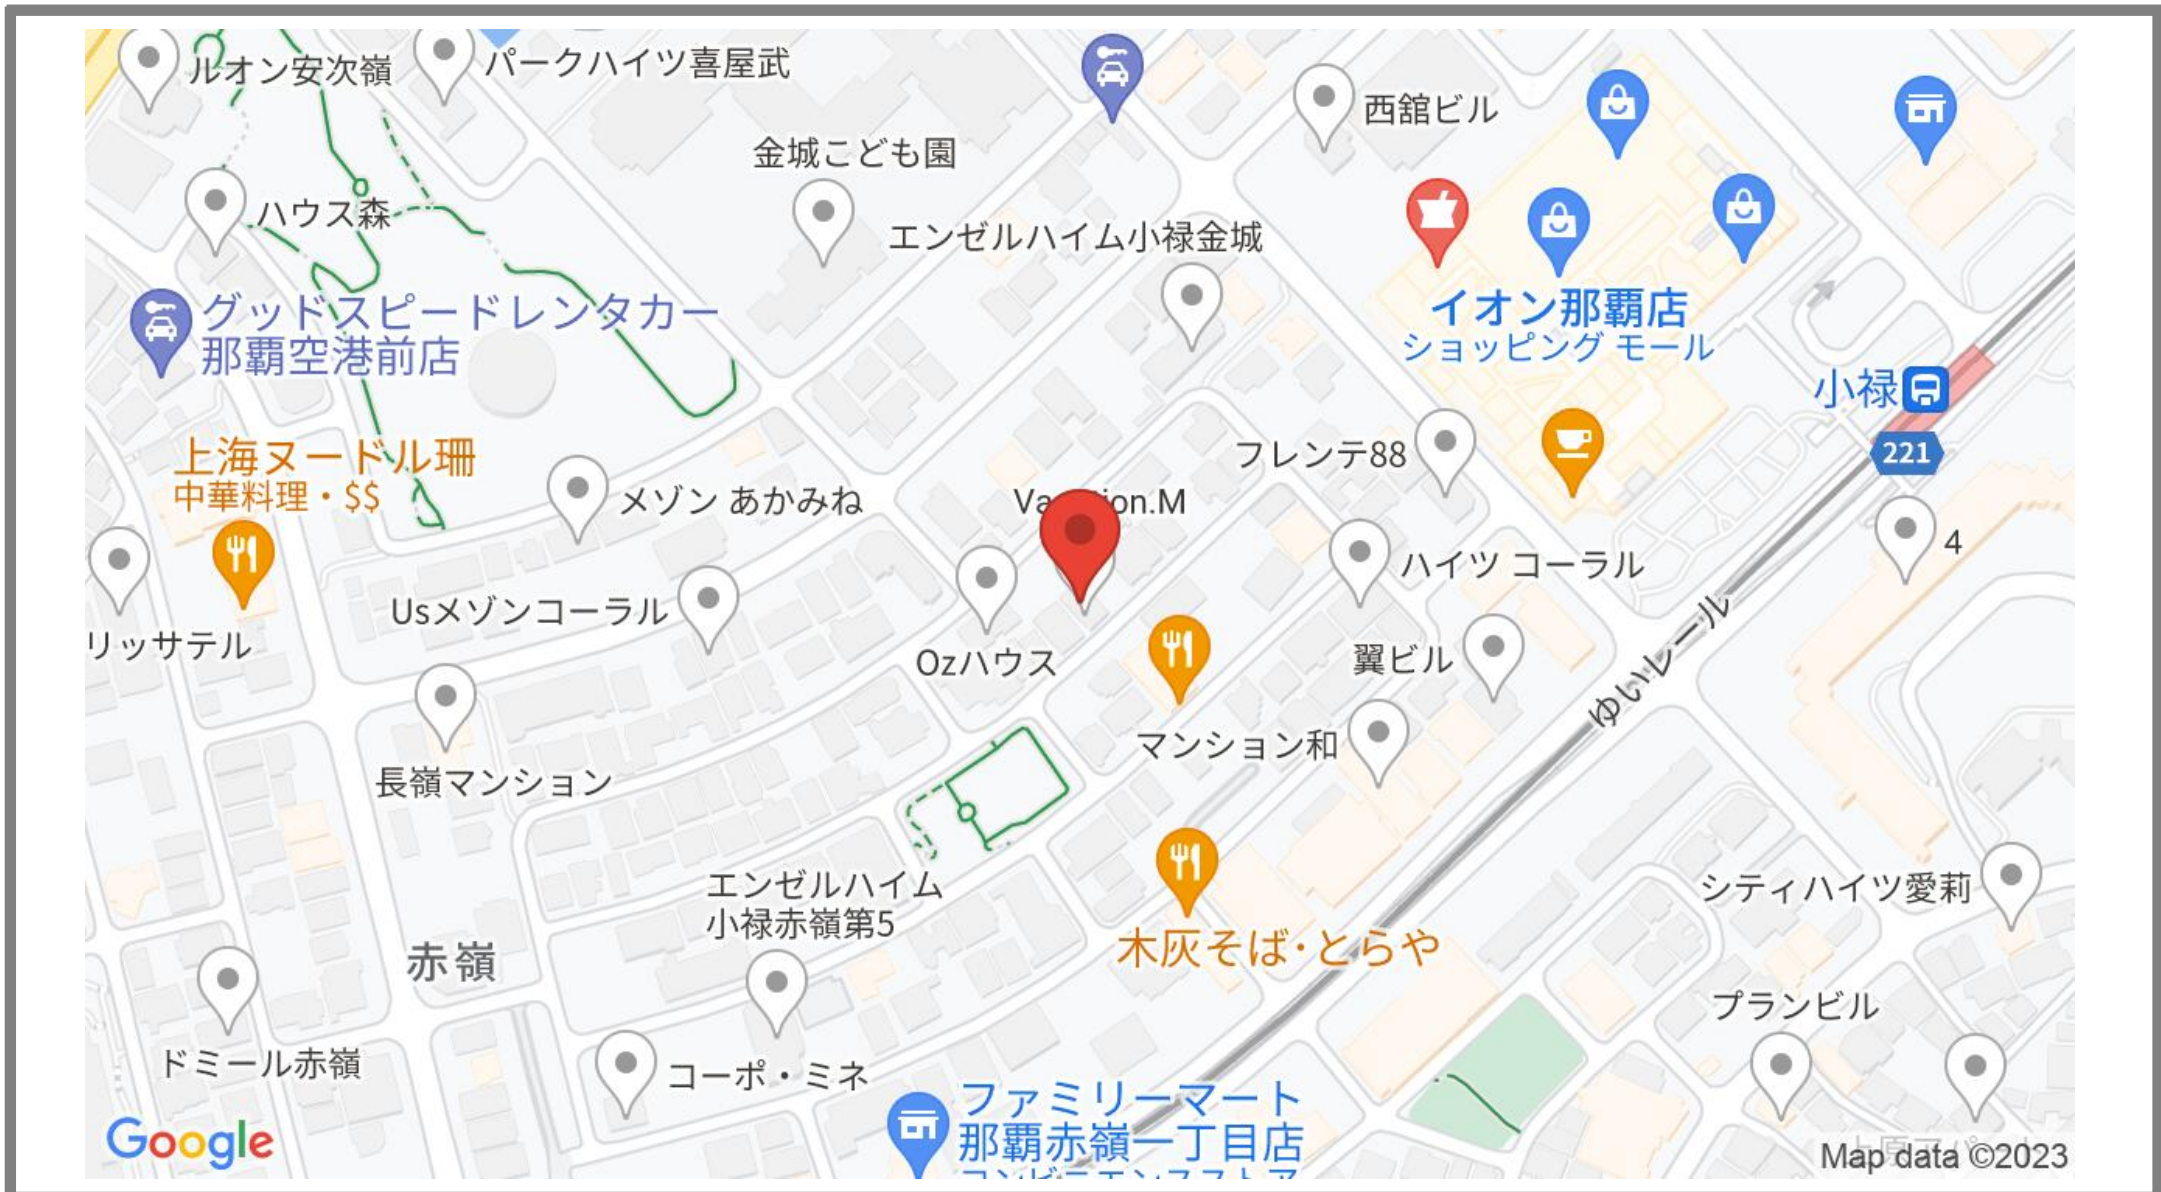 ルオン安次嶺
パークハイツ喜屋武
西舘ビル
金城こども園
ハウス森
エンゼルハイム小禄金城
グッドスピードレンタカー
那覇空港前店
イオン那覇店
ショッピング モール
小禄
221
上海ヌードル珊
中華料理・$$
フレンテ88
メゾン あかみね
4
ハイツ コーラル
Usメゾンコーラル
リッサテル
Ozハウス
翼ビル
ゆいレール
マンション和
長嶺マンション
エンゼルハイム
小禄赤嶺第5
シティハイツ愛莉
木灰そば・とらや
赤嶺
プランビル
ドミール赤嶺
コーポ・ミネ
ファミリーマート
那覇赤嶺一丁目店
コンビニエンスストア
Google
Map data ©2023